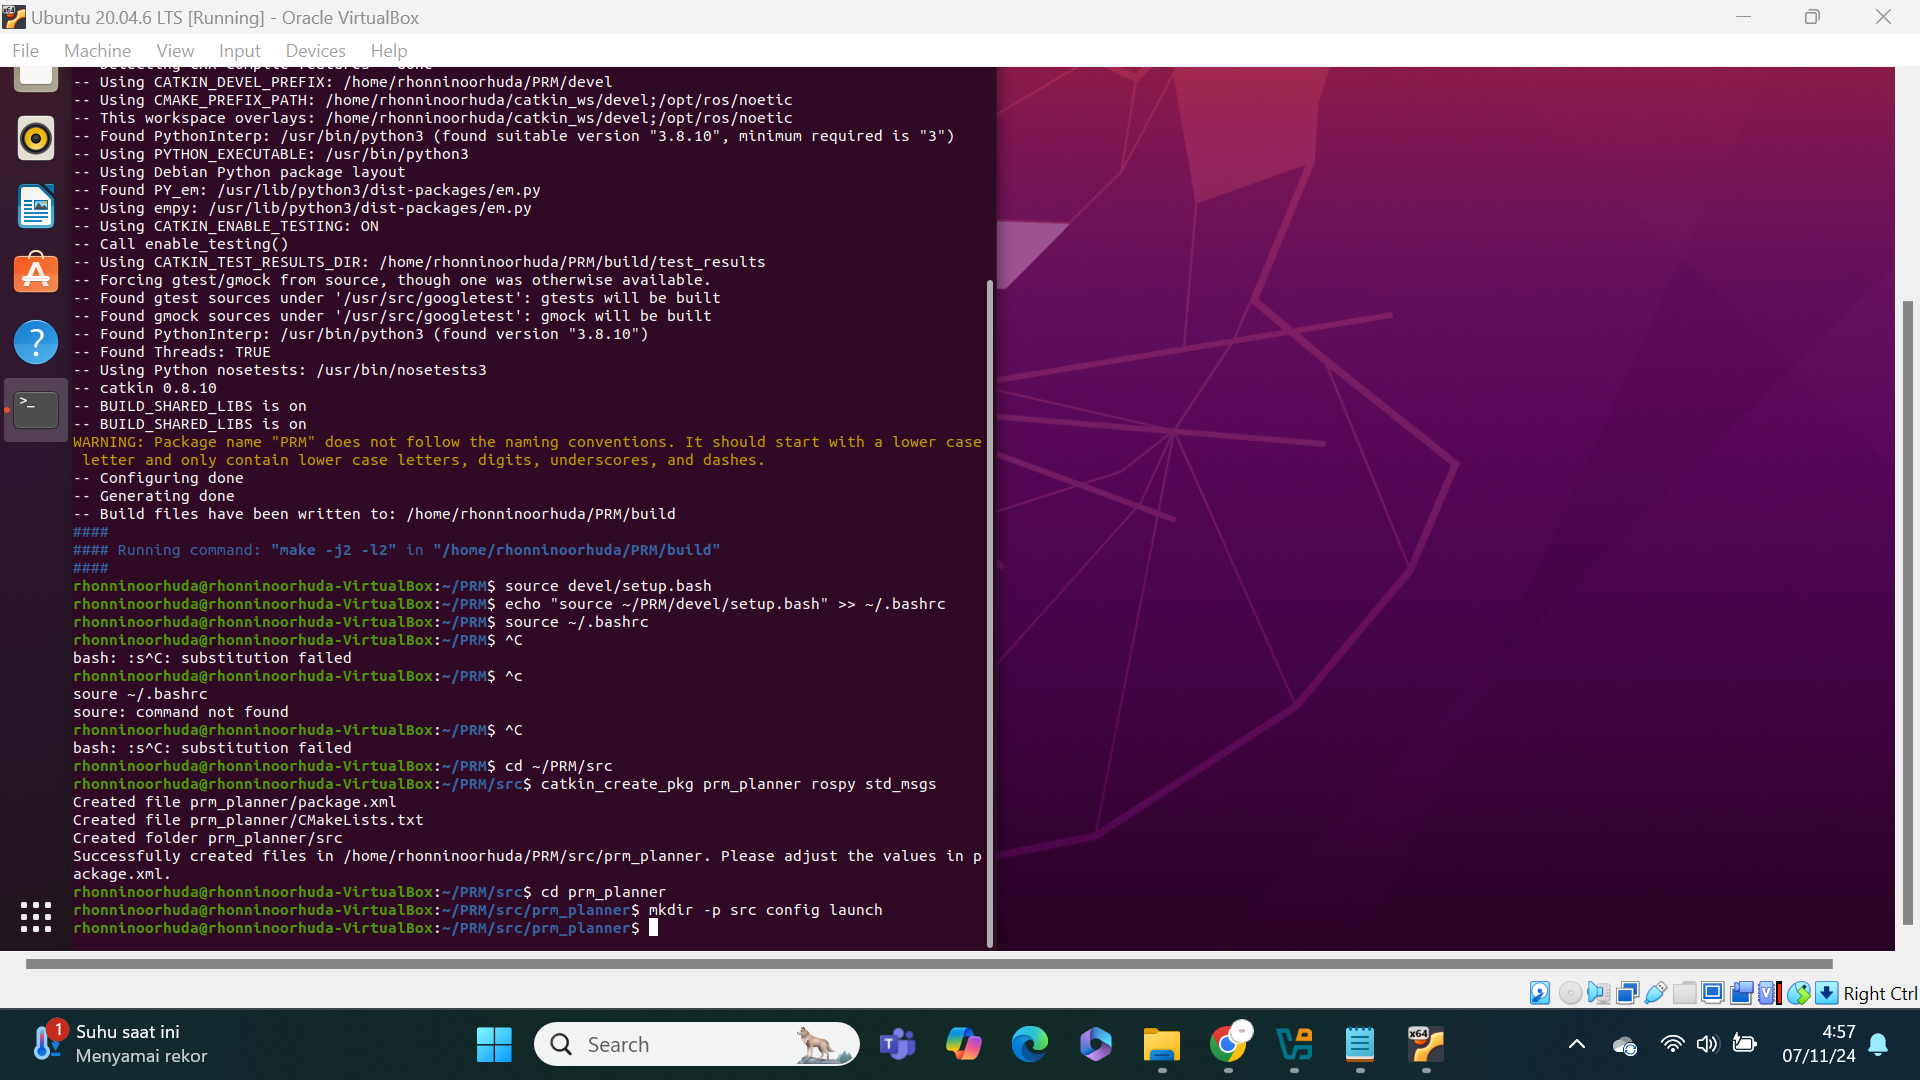 Ubuntu 20.04.6 LTS [Running] - Oracle VirtualBox
File Machine View Input Devices Help
-- Detecting CXX compile features - done
-- Using CATKIN_DEVEL_PREFIX: /home/rhonninoorhuda/PRM/devel
-- Using CMAKE_PREFIX_PATH: /home/rhonninoorhuda/catkin_ws/devel;/opt/ros/noetic
-- This workspace overlays: /home/rhonninoorhuda/catkin_ws/devel;/opt/ros/noetic
-- Found PythonInterp: /usr/bin/python3 (found suitable version "3.8.10", minimum required is "3")
-- Using PYTHON_EXECUTABLE: /usr/bin/python3
-- Using Debian Python package layout
-- Found PY_em: /usr/lib/python3/dist-packages/em.py
-- Using empy: /usr/lib/python3/dist-packages/em.py
-- Using CATKIN_ENABLE_TESTING: ON
-- Call enable_testing()
-- Using CATKIN_TEST_RESULTS_DIR: /home/rhonninoorhuda/PRM/build/test_results
-- Forcing gtest/gmock from source, though one was otherwise available.
-- Found gtest sources under '/usr/src/googletest': gtests will be built
-- Found gmock sources under '/usr/src/googletest': gmock will be built
-- Found PythonInterp: /usr/bin/python3 (found version "3.8.10")
-- Found Threads: TRUE
-- Using Python nosetests: /usr/bin/nosetests3
-- catkin 0.8.10
-- BUILD_SHARED_LIBS is on
-- BUILD_SHARED_LIBS is on
WARNING: Package name "PRM" does not follow the naming conventions. It should start with a lower case
letter and only contain lower case letters, digits, underscores, and dashes.
-- Configuring done
-- Generating done
-- Build files have been written to: /home/rhonninoorhuda/PRM/build
####
#### Running command: "make -j2 -l2" in "/home/rhonninoorhuda/PRM/build"
####
rhonninoorhuda@rhonninoorhuda-VirtualBox:~/PRM$ source devel/setup.bash
rhonninoorhuda@rhonninoorhuda-VirtualBox:~/PRM$ echo "source ~/PRM/devel/setup.bash" >> ~/.bashrc
rhonninoorhuda@rhonninoorhuda-VirtualBox:~/PRM$ source ~/.bashrc
rhonninoorhuda@rhonninoorhuda-VirtualBox:~/PRM$ ^C
bash: :s^C: substitution failed
rhonninoorhuda@rhonninoorhuda-VirtualBox:~/PRM$ ^c
soure ~/.bashrc
soure: command not found
rhonninoorhuda@rhonninoorhuda-VirtualBox:~/PRM$ ^C
bash: :s^C: substitution failed
rhonninoorhuda@rhonninoorhuda-VirtualBox:~/PRM$ cd ~/PRM/src
rhonninoorhuda@rhonninoorhuda-VirtualBox:~/PRM/src$ catkin_create_pkg prm_planner rospy std_msgs
Created file prm_planner/package.xml
Created file prm_planner/CMakeLists.txt
Created folder prm_planner/src
Successfully created files in /home/rhonninoorhuda/PRM/src/prm_planner. Please adjust the values in p
ackage.xml.
rhonninoorhuda@rhonninoorhuda-VirtualBox:~/PRM/src$ cd prm_planner
rhonninoorhuda@rhonninoorhuda-VirtualBox:~/PRM/src/prm_planner$ mkdir -p src config launch
rhonninoorhuda@rhonninoorhuda-VirtualBox:~/PRM/src/prm_planner$
Right Ctrl
1
Suhu saat ini
Menyamai rekor
Search
x64
4:57
07/11/24